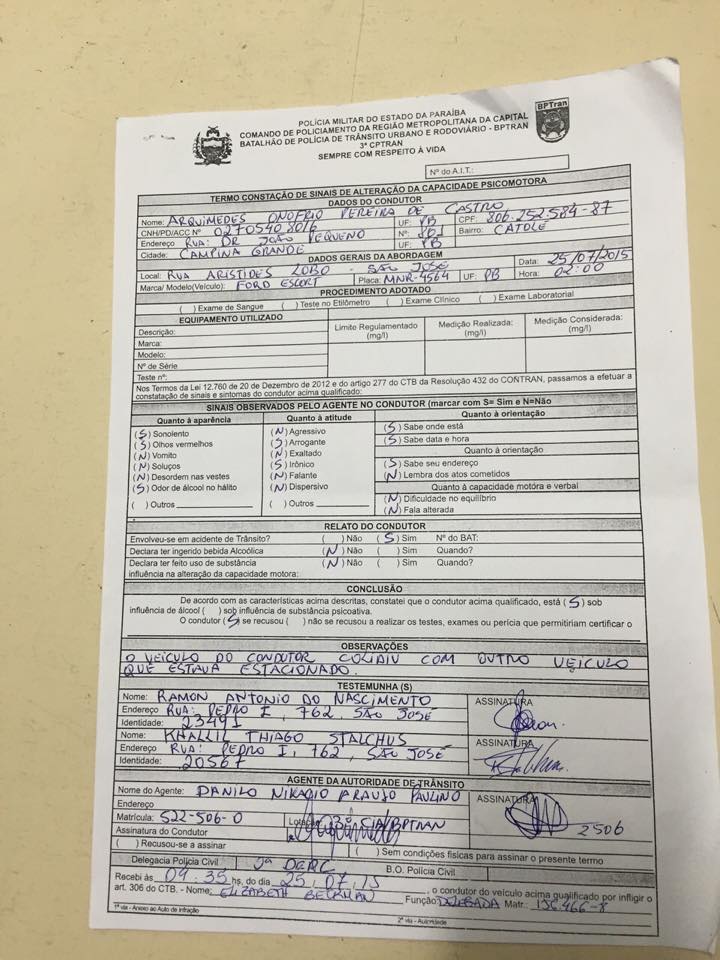 POLÍCIA MILITAR DO ESTADO DA PARAÍBA
COMANDO DE POLICIAMENTO DA REGIÃO METROPOLITANA DA CAPITAL
BATALHÃO DE POLÍCIA DE TRÂNSITO URBANO E RODOVIÁRIO - BPTRAN
3ª CPTRAN
SEMPRE COM RESPEITO À VIDA
BPTran
Nº do A.I.T.:
TERMO CONSTAÇÃO DE SINAIS DE ALTERAÇÃO DA CAPACIDADE PSICOMOTORA
DADOS DO CONDUTOR
Nome: ARQUIMEDES ONOFRIO PEREIRA DE CASTRO
CNH/PD/ACC Nº 02705408016 UF: PB CPF: 806.252.584-87
Endereço RUA: DR JOÃO PEQUENO Nº: 861 Bairro: CATOLÉ
Cidade: CAMPINA GRANDE UF: PB
DADOS GERAIS DA ABORDAGEM
Local: RUA ARISTIDES LOBO - SÃO JOSÉ Data: 25/07/2015
Marca/ Modelo(Veículo): FORD ESCORT Placa: MNR-4564 UF: PB Hora: 02:00
PROCEDIMENTO ADOTADO
( ) Exame de Sangue ( ) Teste no Etilômetro ( ) Exame Clínico ( ) Exame Laboratorial
EQUIPAMENTO UTILIZADO Limite Regulamentado (mg/l) Medição Realizada: (mg/l) Medição Considerada: (mg/l)
Descrição:
Marca:
Modelo:
Nº de Série
Teste nº:
Nos Termos da Lei 12.760 de 20 de Dezembro de 2012 e do artigo 277 do CTB da Resolução 432 do CONTRAN, passamos a efetuar a
constatação de sinais e sintomas do condutor acima qualificado:
SINAIS OBSERVADOS PELO AGENTE NO CONDUTOR (marcar com S= Sim e N=Não
Quanto à aparência Quanto à atitude Quanto à orientação
(S) Sonolento (N) Agressivo (S) Sabe onde está
(S) Olhos vermelhos (S) Arrogante (S) Sabe data e hora
(N) Vomito (N) Exaltado Quanto à orientação
(N) Soluços (S) Irônico (S) Sabe seu endereço
(N) Desordem nas vestes (N) Falante (N) Lembra dos atos cometidos
(S) Odor de álcool no hálito (N) Dispersivo Quanto à capacidade motóra e verbal
(N) Dificuldade no equilíbrio
( ) Outros ( ) Outros (N) Fala alterada
RELATO DO CONDUTOR
Envolveu-se em acidente de Trânsito? ( ) Não (S) Sim Nº do BAT:
Declara ter ingerido bebida Alcoólica (N) Não ( ) Sim Quando?
Declara ter feito uso de substância (N) Não ( ) Sim Quando?
influência na alteração da capacidade motora:
CONCLUSÃO
De acordo com as características acima descritas, constatei que o condutor acima qualificado, está (S) sob
influência de álcool ( ) sob influência de substância psicoativa.
O condutor (S) se recusou ( ) não se recusou a realizar os testes, exames ou perícia que permitiriam certificar o
OBSERVAÇÕES
O VEÍCULO DO CONDUTOR COLIDIU COM OUTRO VEÍCULO
QUE ESTAVA ESTACIONADO.
TESTEMUNHA (S)
Nome: RAMON ANTONIO DO NASCIMENTO ASSINATURA
Endereço RUA: PEDRO I, 762, SÃO JOSÉ
Identidade: 23491
Nome: KHALLIL THIAGO STALCHUS ASSINATURA
Endereço RUA: PEDRO I, 762, SÃO JOSÉ
Identidade: 20567
AGENTE DA AUTORIDADE DE TRÂNSITO
Nome do Agente: DANILO NIKACIO ARAUJO PAULINO ASSINATURA
Endereço
Matrícula: 522-506-0 Lotação CIA/BPTRAN 2506
Assinatura do Condutor
( ) Recusou-se a assinar ( ) Sem condições físicas para assinar o presente termo
Delegacia Polícia Civil B.O. Polícia Civil
Recebi às 09:35 hs, do dia 25.07.15, o condutor do veículo acima qualificado por infligir o
art. 306 do CTB. - Nome: ELIZABETH BECKMAN Função: DELEGADA Matr.:
1ª via - Anexo ao Auto de Infração 2ª via - Autoridade